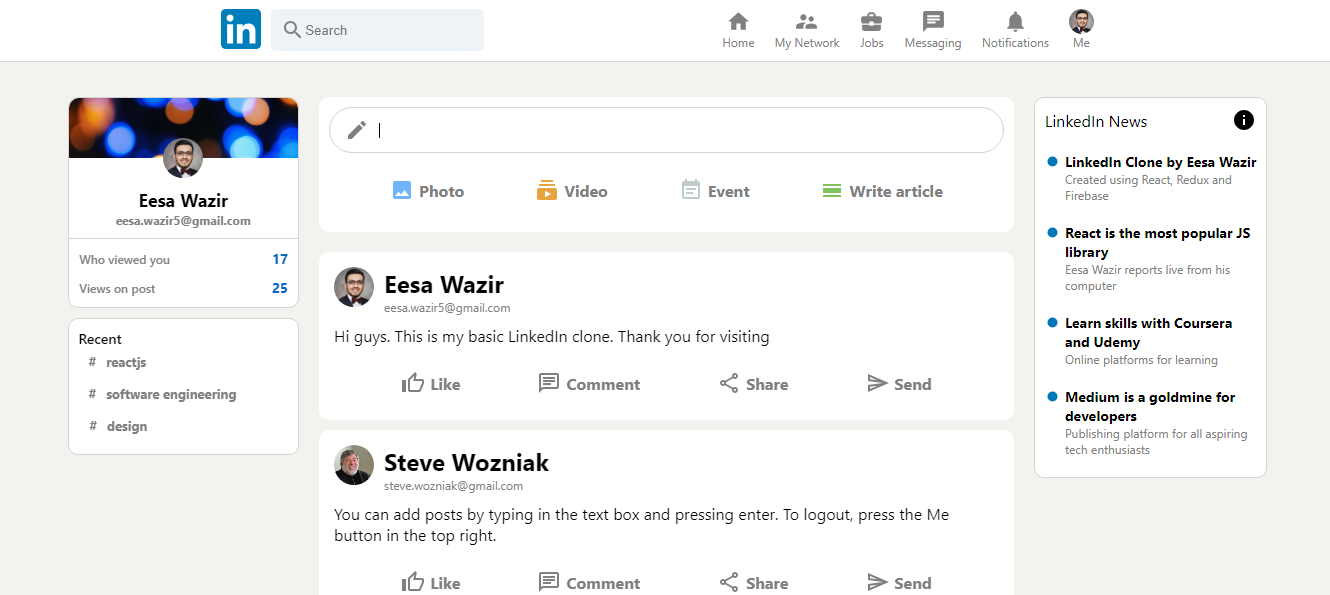 in
Search
Home
My Network
Jobs
Messaging
Notifications
Me
Eesa Wazir
eesa.wazir5@gmail.com
Who viewed you 17
Views on post 25
Recent
# reactjs
# software engineering
# design
Photo
Video
Event
Write article
Eesa Wazir
eesa.wazir5@gmail.com
Hi guys. This is my basic LinkedIn clone. Thank you for visiting
Like
Comment
Share
Send
Steve Wozniak
steve.wozniak@gmail.com
You can add posts by typing in the text box and pressing enter. To logout, press the Me
button in the top right.
Like
Comment
Share
Send
LinkedIn News
LinkedIn Clone by Eesa Wazir
Created using React, Redux and
Firebase
React is the most popular JS
library
Eesa Wazir reports live from his
computer
Learn skills with Coursera
and Udemy
Online platforms for learning
Medium is a goldmine for
developers
Publishing platform for all aspiring
tech enthusiasts